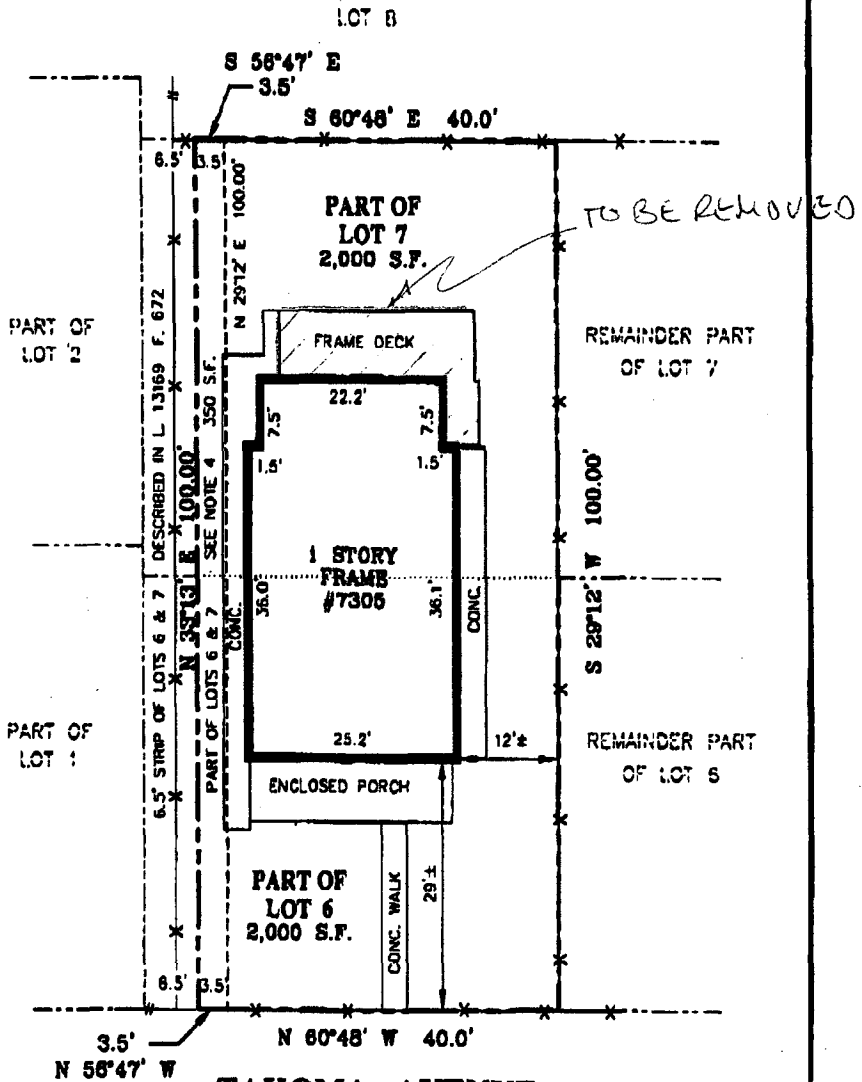 LOT 8
S 56°47' E
3.5'
S 60°48' E 40.0'
6.5' 3.5'
N 29°12' E 100.00'
PART OF
LOT 7
2,000 S.F.
TO BE REMOVED
PART OF
LOT 2
FRAME DECK
REMAINDER PART
OF LOT 7
22.2'
7.5'
7.5'
1.5'
1.5'
6.5' STRIP OF LOTS 6 & 7 DESCRIBED IN L. 13169 F. 672
N 33°13' E 100.00'
PART OF LOTS 6 & 7 SEE NOTE 4 350 S.F.
CONC.
36.0'
1 STORY
FRAME
#7305
36.1'
CONC.
S 29°12' W 100.00'
PART OF
LOT 1
25.2'
12'±
REMAINDER PART
OF LOT 6
ENCLOSED PORCH
PART OF
LOT 6
2,000 S.F.
CONC. WALK
29'±
6.5' 3.5'
3.5'
N 56°47' W
N 60°48' W 40.0'